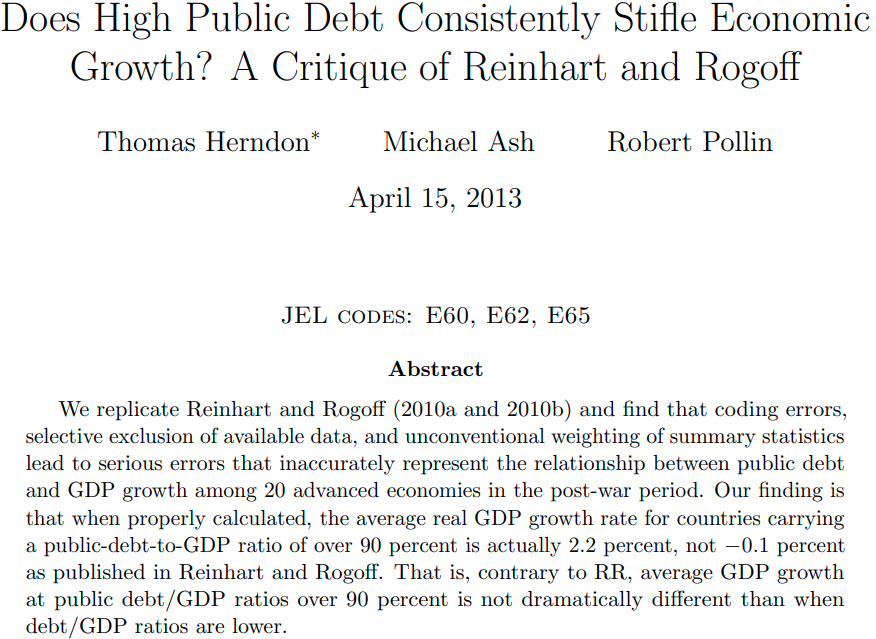 Does High Public Debt Consistently Stifle Economic
Growth? A Critique of Reinhart and Rogoff
Thomas Herndon* Michael Ash Robert Pollin
April 15, 2013
JEL CODES: E60, E62, E65
Abstract
We replicate Reinhart and Rogoff (2010a and 2010b) and find that coding errors,
selective exclusion of available data, and unconventional weighting of summary statistics
lead to serious errors that inaccurately represent the relationship between public debt
and GDP growth among 20 advanced economies in the post-war period. Our finding is
that when properly calculated, the average real GDP growth rate for countries carrying
a public-debt-to-GDP ratio of over 90 percent is actually 2.2 percent, not −0.1 percent
as published in Reinhart and Rogoff. That is, contrary to RR, average GDP growth
at public debt/GDP ratios over 90 percent is not dramatically different than when
debt/GDP ratios are lower.